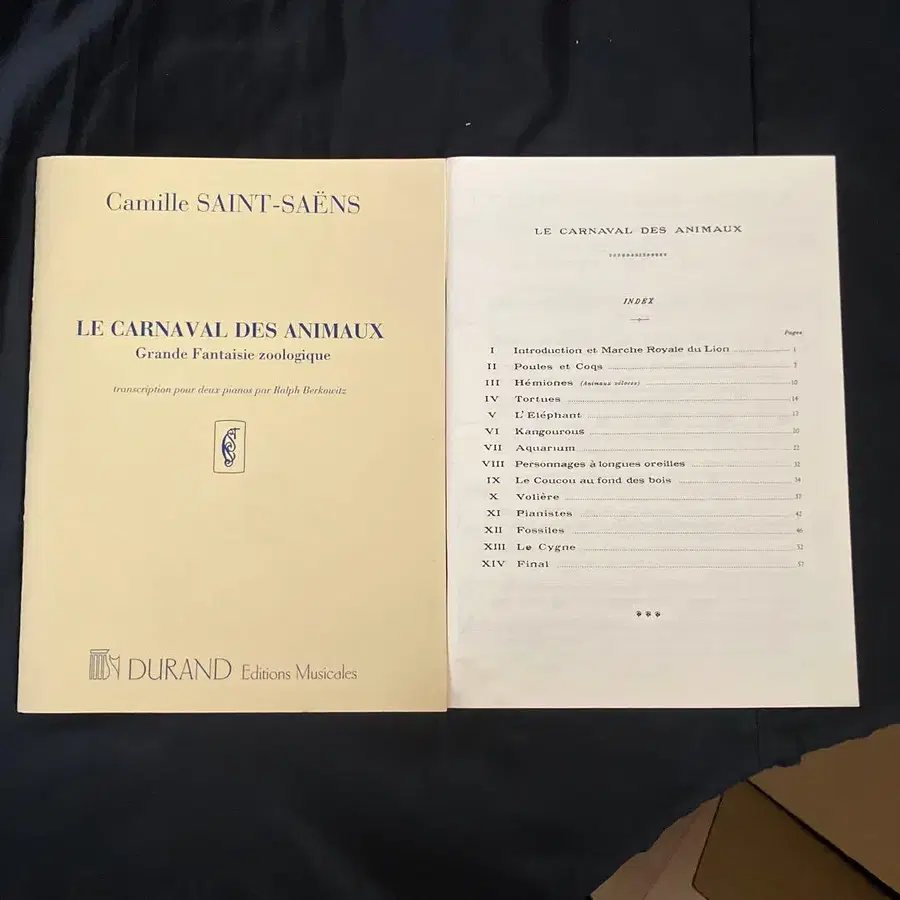 Camille SAINT-SAËNS
LE CARNAVAL DES ANIMAUX
Grande Fantaisie zoologique
transcription pour deux pianos par Ralph Berkowitz
DURAND Editions Musicales
LE CARNAVAL DES ANIMAUX
INDEX
Pages
I Introduction et Marche Royale du Lion 1
II Poules et Coqs 7
III Hémiones (Animaux véloces) 10
IV Tortues 14
V L'Eléphant 17
VI Kangourous 20
VII Aquarium 22
VIII Personnages à longues oreilles 32
IX Le Coucou au fond des bois 34
X Volière 37
XI Pianistes 42
XII Fossiles 46
XIII Le Cygne 52
XIV Final 57